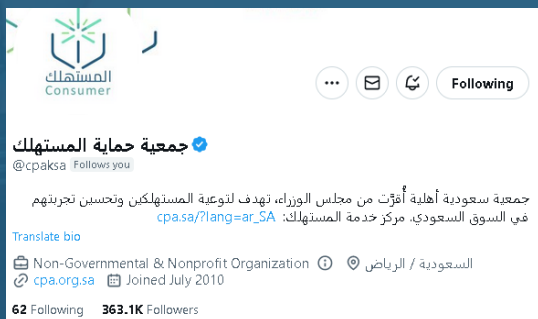 المستهلك
Consumer
Following
جمعية حماية المستهلك
@cpaksa Follows you
جمعية سعودية أهلية أُقرَّت من مجلس الوزراء، تهدف لتوعية المستهلكين وتحسين تجربتهم
في السوق السعودي. مركز خدمة المستهلك: cpa.sa/?lang=ar_SA
Translate bio
Non-Governmental & Nonprofit Organization السعودية / الرياض
cpa.org.sa Joined July 2010
62 Following 363.1K Followers